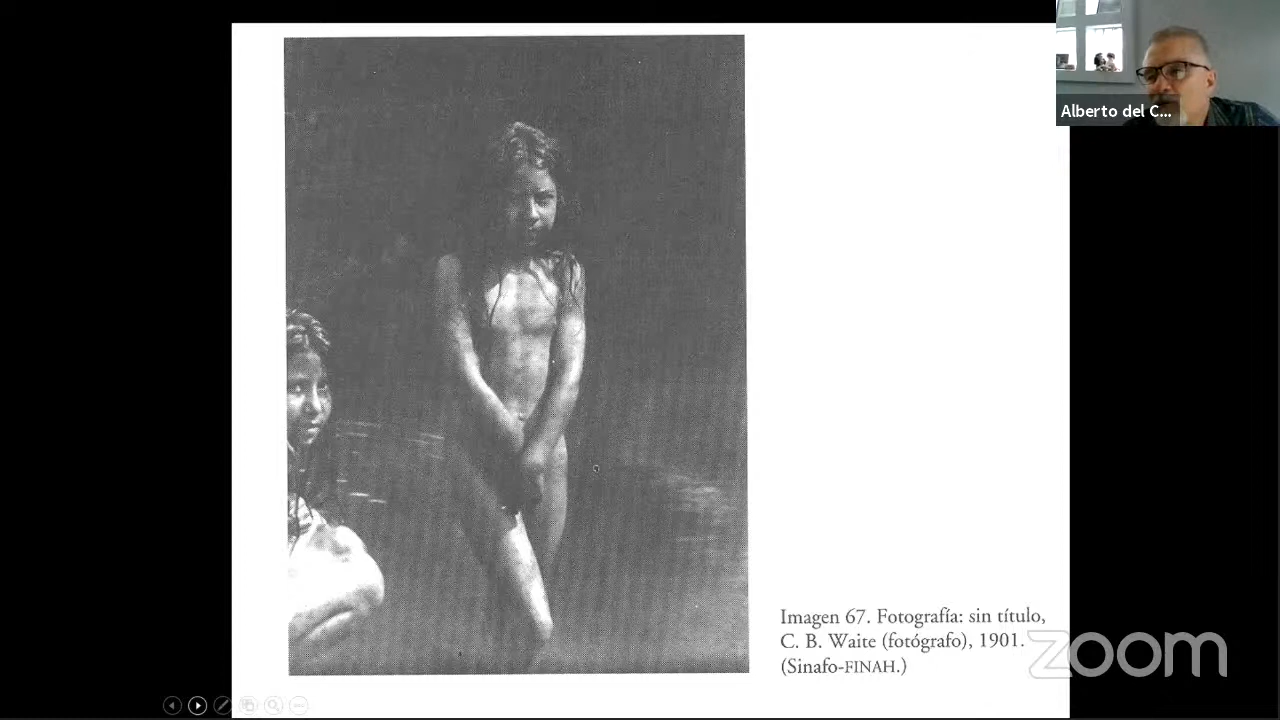 Alberto del C...
Imagen 67. Fotografía: sin título,
C. B. Waite (fotógrafo), 1901.
(Sinafo-FINAH.)
zoom